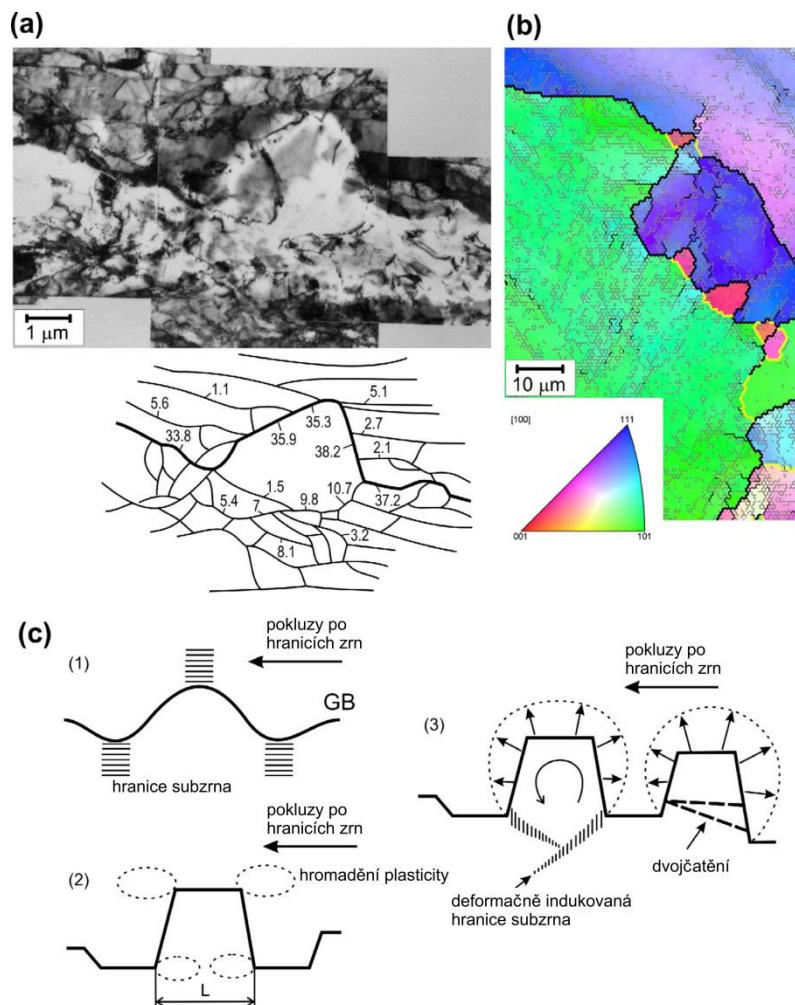 (a)
1 μm
5.1
1.1
5.6
35.3
33.8
35.9
2.7
38.2
2.1
1.5
10.7
5.4
7
9.8
37.2
3.2
8.1
(b)
10 μm
[100]
111
001
101
(c)
(1)
pokluzy po
hranicích zrn
GB
hranice subzrna
(2)
pokluzy po
hranicích zrn
hromadění plasticity
L
(3)
pokluzy po
hranicích zrn
dvojčatění
deformačně indukovaná
hranice subzrna